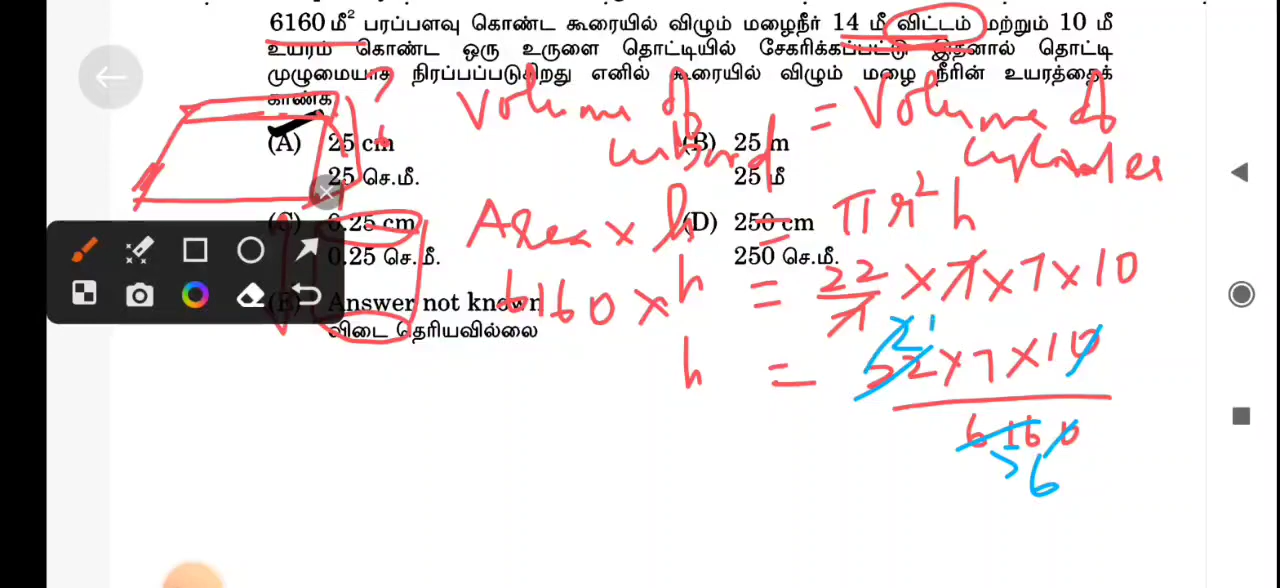 6160 மீ² பரப்பளவு கொண்ட கூரையில் விழும் மழைநீர் 14 மீ விட்டம் மற்றும் 10 மீ
உயரம் கொண்ட ஒரு உருளை தொட்டியில் சேகரிக்கப்பட்டு இதனால் தொட்டி
முழுமையாக நிரப்பப்படுகிறது எனில் கூரையில் விழும் மழை நீரின் உயரத்தைக்
காண்க
(A) 25 cm
25 செ.மீ.
(B) 25 m
25 மீ
(C) 0.25 cm
0.25 செ.மீ.
(D) 250 cm
250 செ.மீ.
(E) Answer not known
விடை தெரியவில்லை
?
Volume of = Volume of
cuboid cylinder
Area x h = πr²h
6160 x h = 22/7 x 7 x 7 x 10
h = 22 x 7 x 10
6160
2 1
56